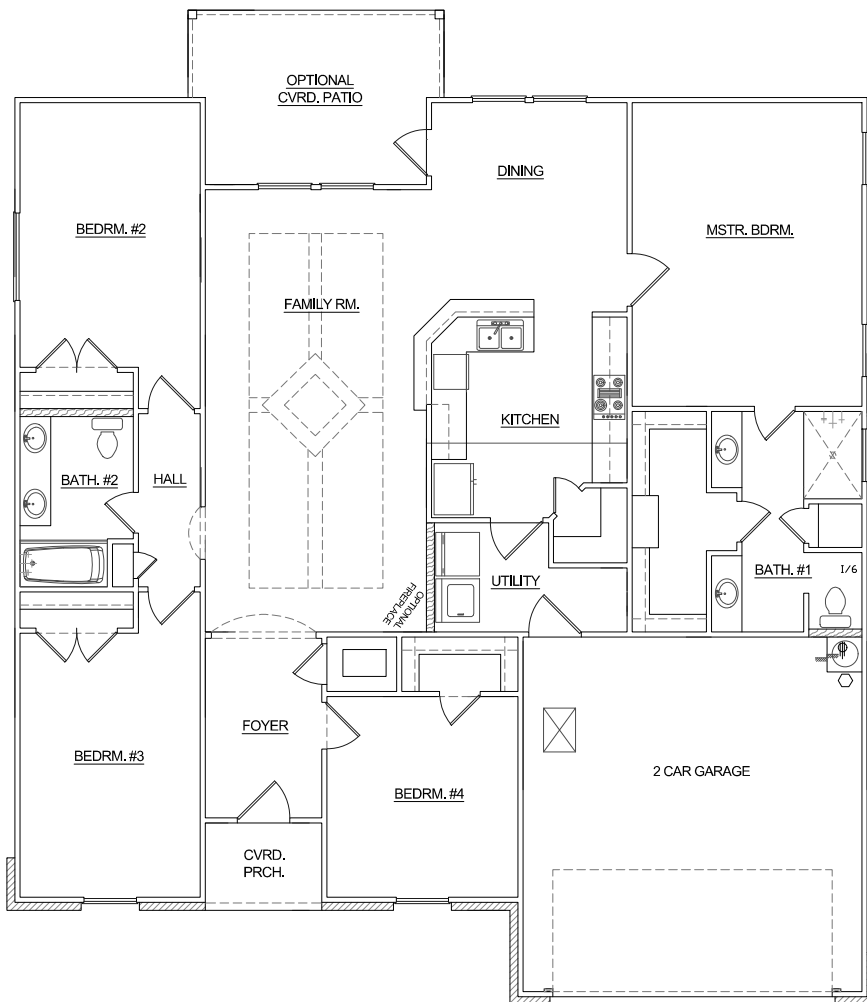 OPTIONAL
CVRD. PATIO
DINING
BEDRM. #2
MSTR. BDRM.
FAMILY RM.
KITCHEN
BATH. #2
HALL
UTILITY
BATH. #1
1/6
OPTIONAL
FIREPLACE
FOYER
BEDRM. #3
BEDRM. #4
2 CAR GARAGE
CVRD.
PRCH.